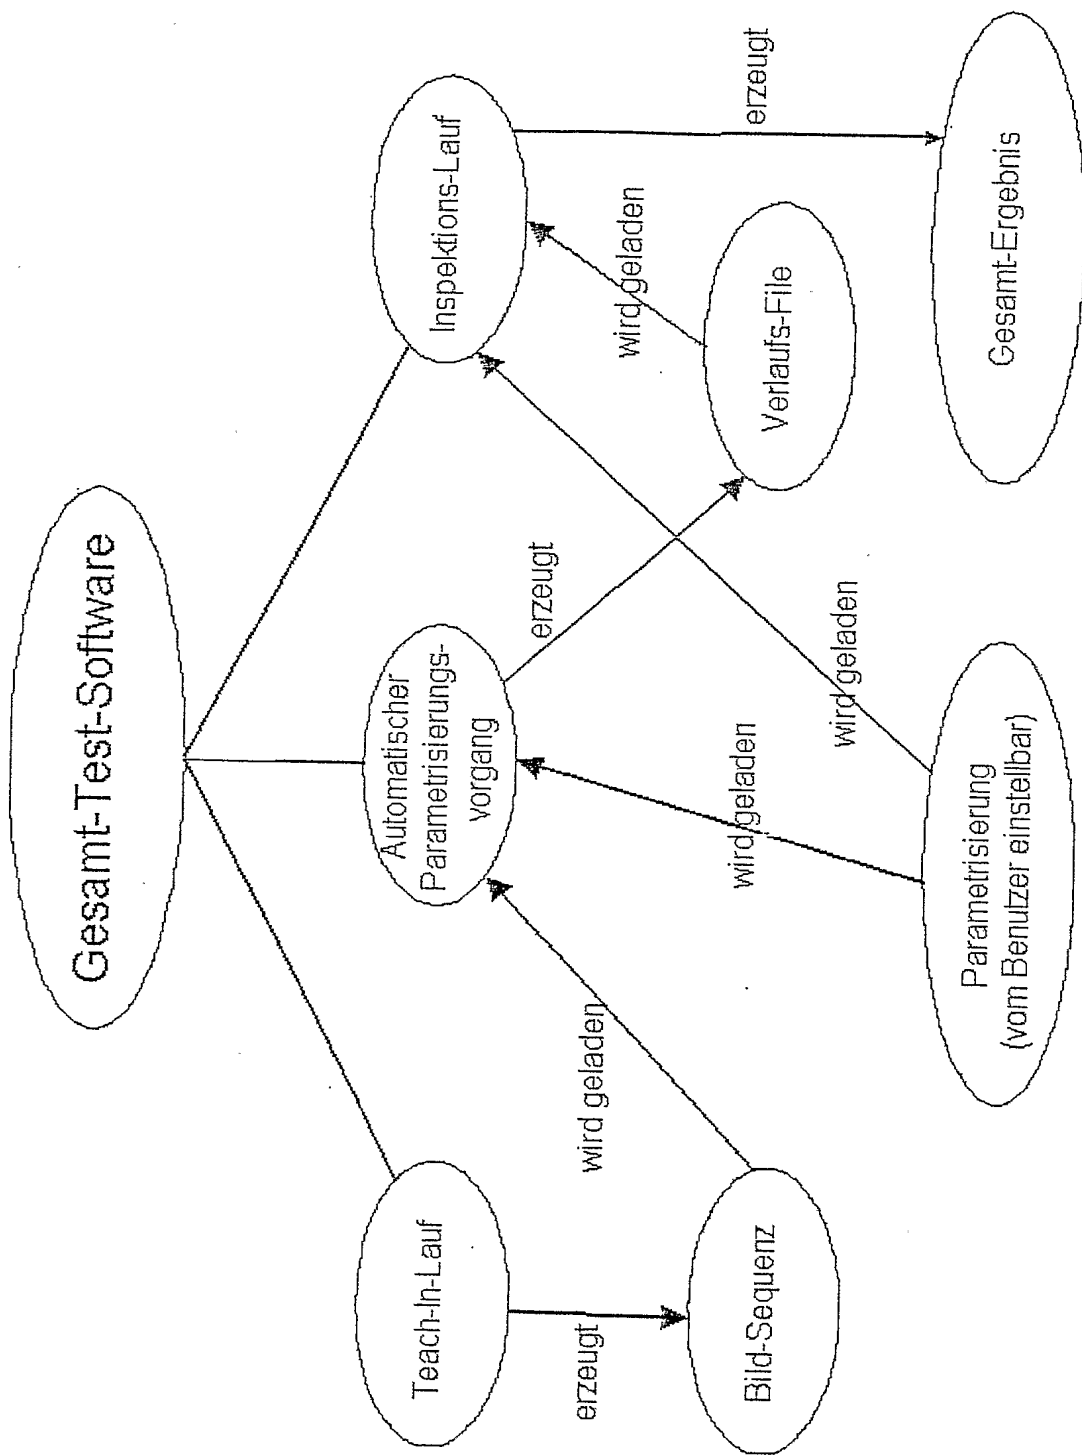 Gesamt-Test-Software
Teach-In-Lauf
Automatischer
Parametrisierungs-
vorgang
Inspektions-Lauf
erzeugt
wird geladen
wird geladen
erzeugt
wird geladen
wird geladen
erzeugt
Bild-Sequenz
Verlaufs-File
Parametrisierung
(vom Benutzer einstellbar)
Gesamt-Ergebnis